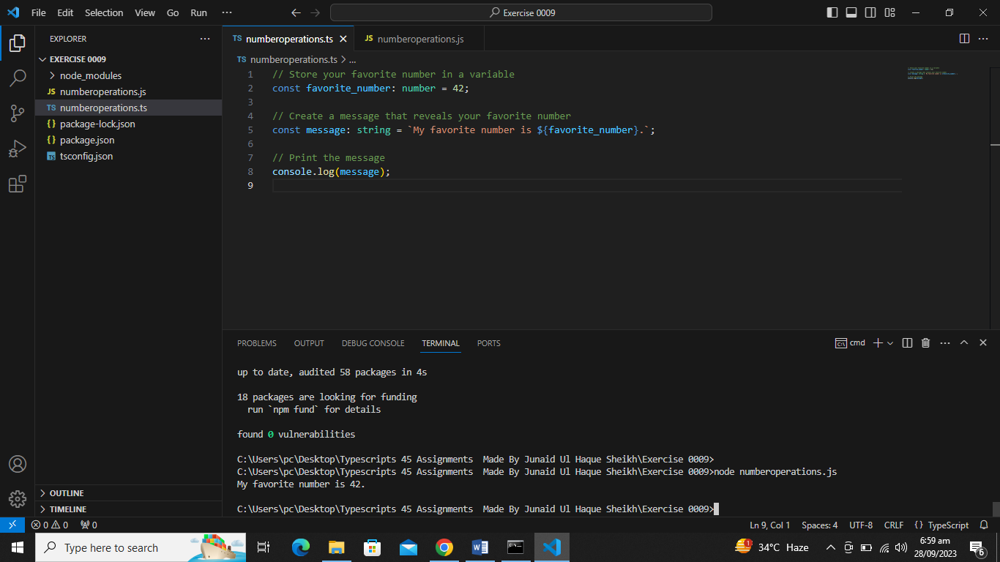 File Edit Selection View Go Run ···
Exercise 0009
EXPLORER
EXERCISE 0009
node_modules
JS numberoperations.js
TS numberoperations.ts
{} package-lock.json
{} package.json
TS tsconfig.json
OUTLINE
TIMELINE
TS numberoperations.ts
JS numberoperations.js
TS numberoperations.ts > ...
1 // Store your favorite number in a variable
2 const favorite_number: number = 42;
3
4 // Create a message that reveals your favorite number
5 const message: string = `My favorite number is ${favorite_number}.`;
6
7 // Print the message
8 console.log(message);
9
PROBLEMS OUTPUT DEBUG CONSOLE TERMINAL PORTS
cmd
up to date, audited 58 packages in 4s
18 packages are looking for funding
run `npm fund` for details
found 0 vulnerabilities
C:\Users\pc\Desktop\Typescripts 45 Assignments  Made By Junaid Ul Haque Sheikh\Exercise 0009>
C:\Users\pc\Desktop\Typescripts 45 Assignments  Made By Junaid Ul Haque Sheikh\Exercise 0009>node numberoperations.js
My favorite number is 42.
C:\Users\pc\Desktop\Typescripts 45 Assignments  Made By Junaid Ul Haque Sheikh\Exercise 0009>
0 0 0
Ln 9, Col 1 Spaces: 4 UTF-8 CRLF {} TypeScript
Type here to search
1
34°C Haze
6:59 am
28/09/2023
6